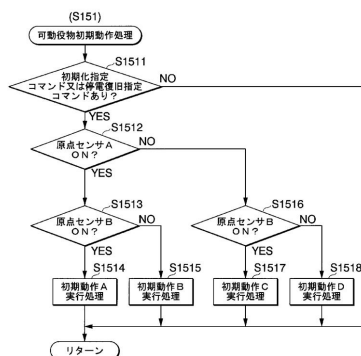 (S151)
可動役物初期動作処理
S1511
初期化指定
コマンド又は停電復旧指定
コマンドあり?
NO
YES
S1512
原点センサA
ON?
NO
YES
S1513
原点センサB
ON?
NO
YES
S1516
原点センサB
ON?
NO
YES
S1514
初期動作A
実行処理
S1515
初期動作B
実行処理
S1517
初期動作C
実行処理
S1518
初期動作D
実行処理
リターン